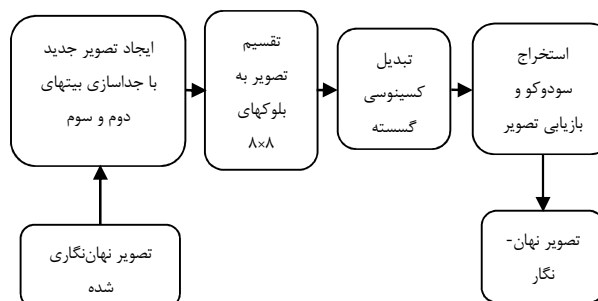 ایجاد تصویر جدید
با جداسازی بیتهای
دوم و سوم
تقسیم
تصویر به
بلوکهای
۸×۸
تبدیل
کسینوسی
گسسته
استخراج
سودوکو و
بازیابی تصویر
تصویر نهان‌نگاری
شده
تصویر نهان-
نگار